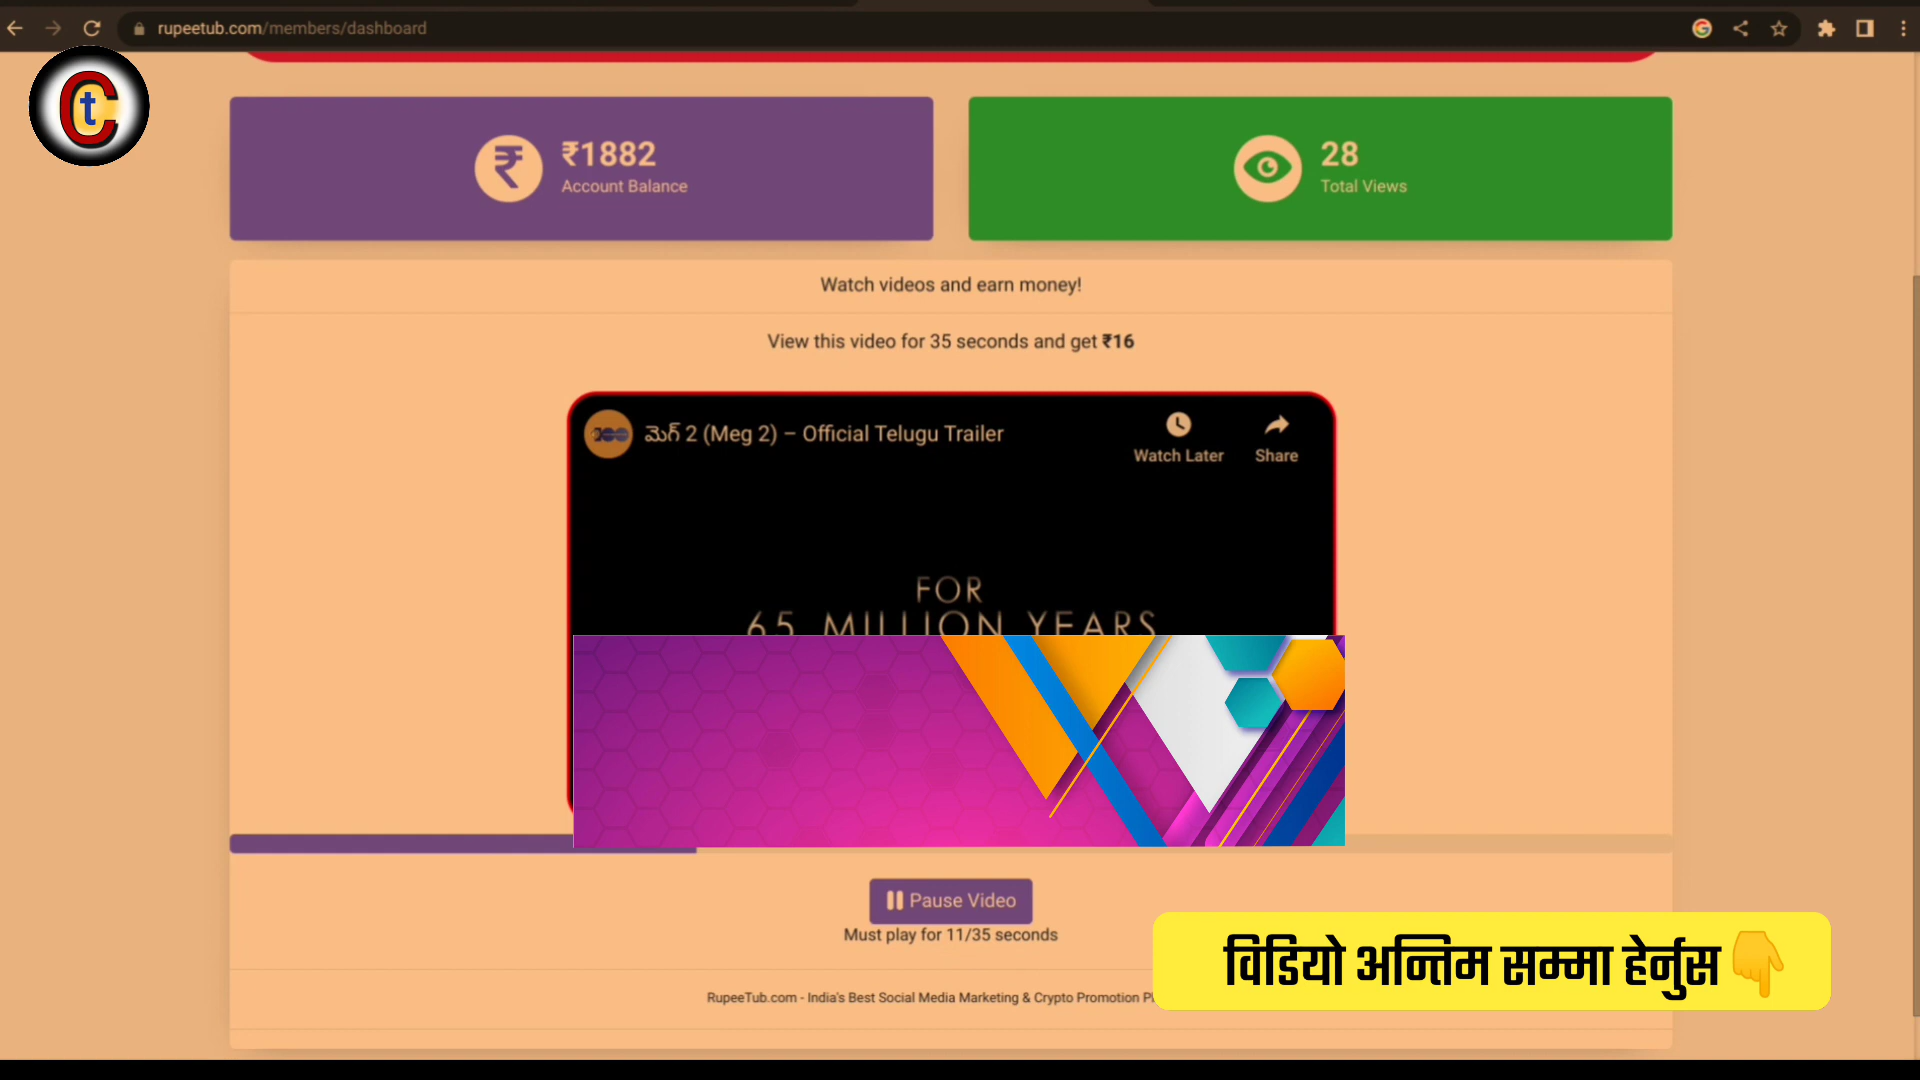 rupeetub.com/members/dashboard
Ct
₹1882
Account Balance
28
Total Views
Watch videos and earn money!
View this video for 35 seconds and get ₹16
మెగ్ 2 (Meg 2) – Official Telugu Trailer
Watch Later
Share
FOR
65 MILLION YEARS
Pause Video
Must play for 11/35 seconds
विडियो अन्तिम सम्मा हेर्नुस
RupeeTub.com - India's Best Social Media Marketing & Crypto Promotion